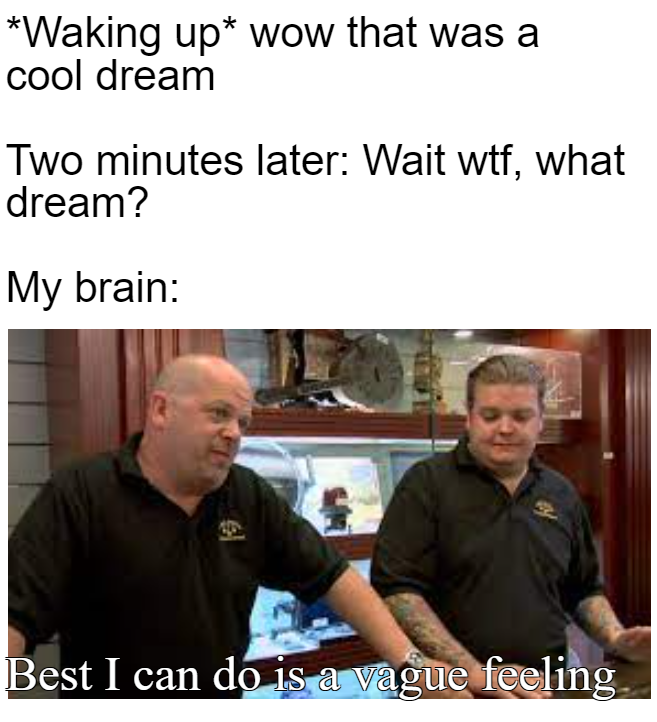 *Waking up* wow that was a
cool dream
Two minutes later: Wait wtf, what
dream?
My brain:
Best I can do is a vague feeling